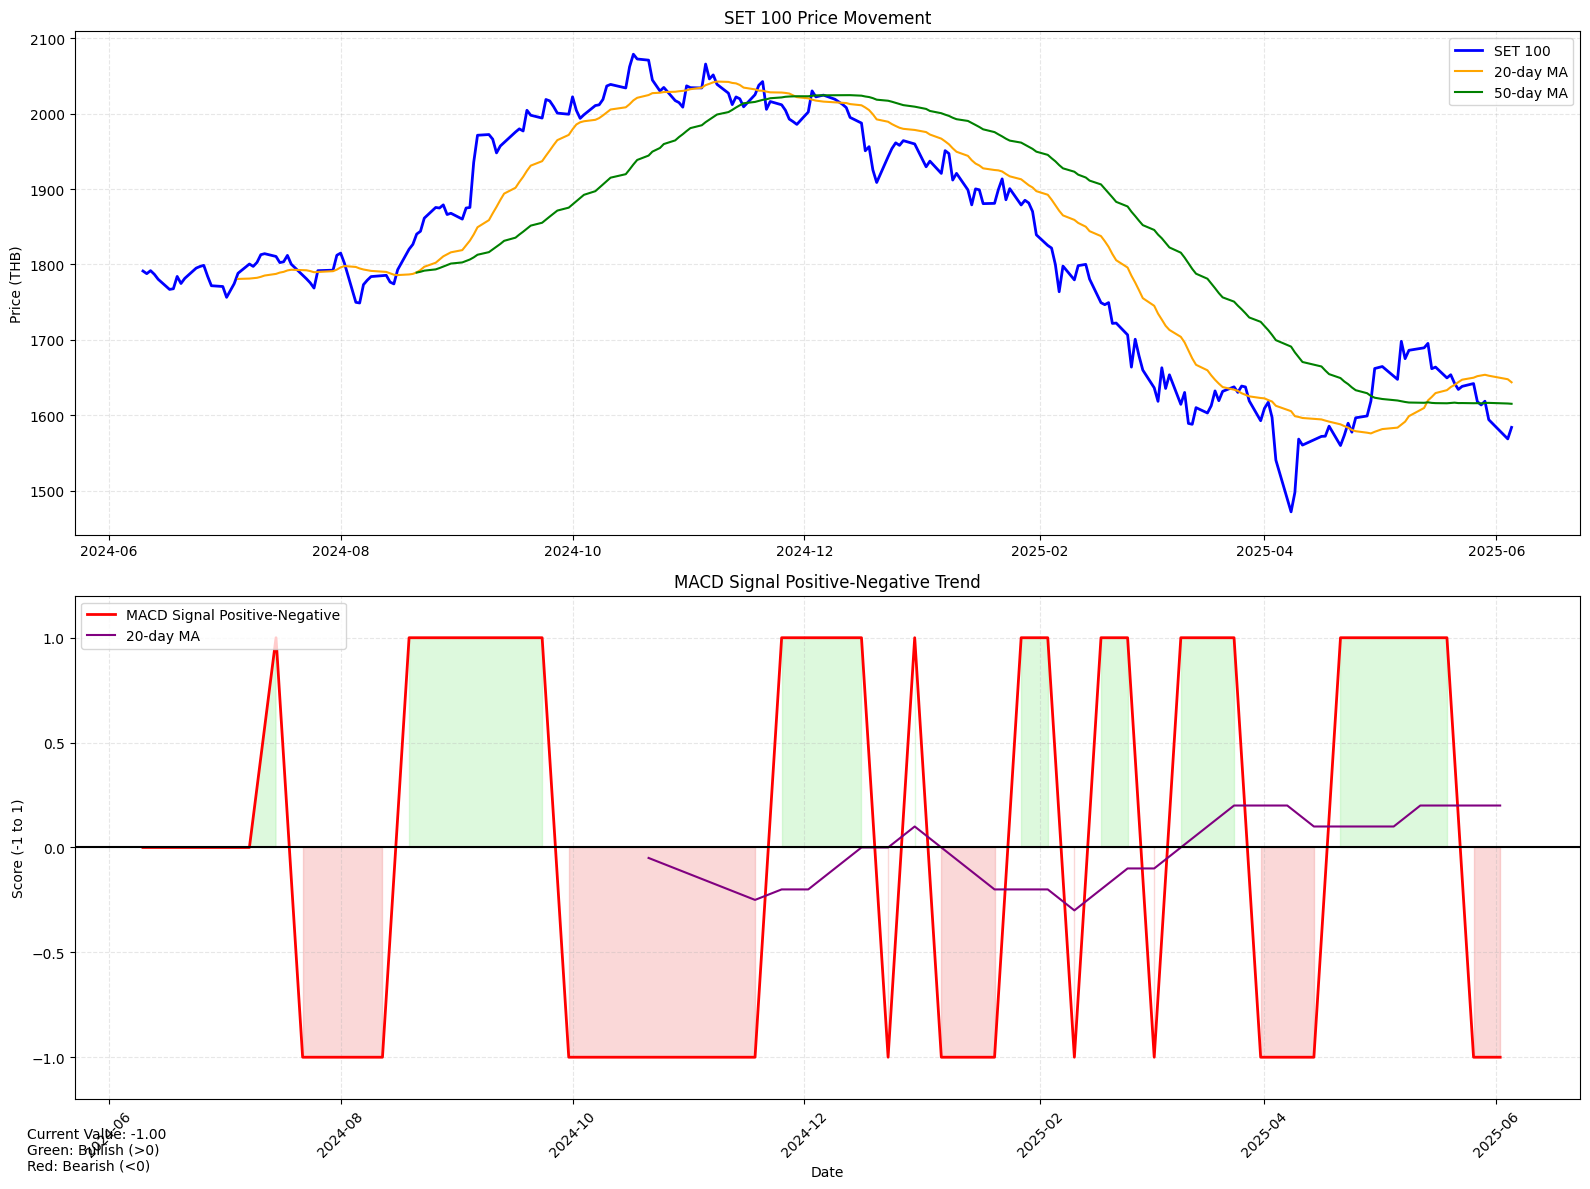 SET 100 Price Movement
2100
2000
1900
1800
1700
1600
1500
Price (THB)
SET 100
20-day MA
50-day MA
2024-06
2024-08
2024-10
2024-12
2025-02
2025-04
2025-06
MACD Signal Positive-Negative Trend
MACD Signal Positive-Negative
20-day MA
1.0
0.5
0.0
−0.5
−1.0
Score (-1 to 1)
2024-06
2024-08
2024-10
2024-12
2025-02
2025-04
2025-06
Date
Current Value: -1.00
Green: Bullish (>0)
Red: Bearish (<0)